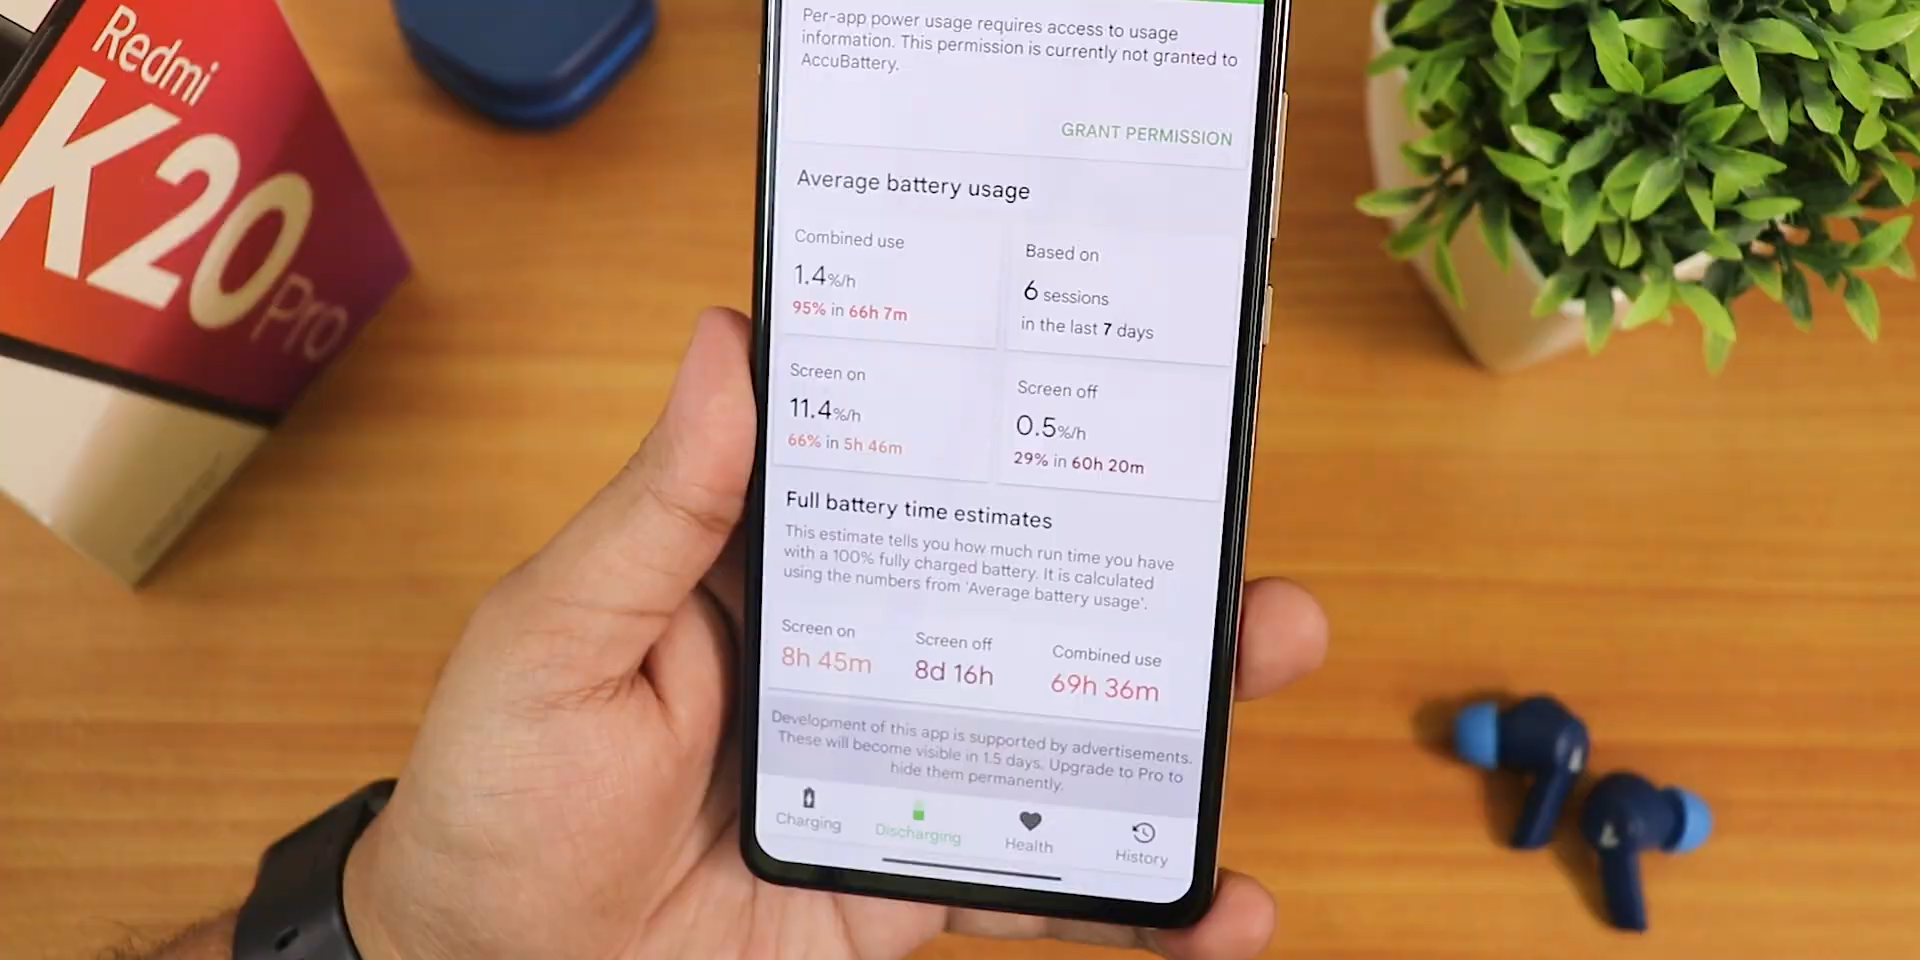 Redmi
K20 Pro
Per-app power usage requires access to usage
information. This permission is currently not granted to
AccuBattery.
GRANT PERMISSION
Average battery usage
Combined use
1.4%/h
95% in 66h 7m
Based on
6 sessions
in the last 7 days
Screen on
11.4%/h
66% in 5h 46m
Screen off
0.5%/h
29% in 60h 20m
Full battery time estimates
This estimate tells you how much run time you have
with a 100% fully charged battery. It is calculated
using the numbers from 'Average battery usage'.
Screen on
8h 45m
Screen off
8d 16h
Combined use
69h 36m
Development of this app is supported by advertisements.
These will become visible in 1.5 days. Upgrade to Pro to
hide them permanently.
Charging
Discharging
Health
History